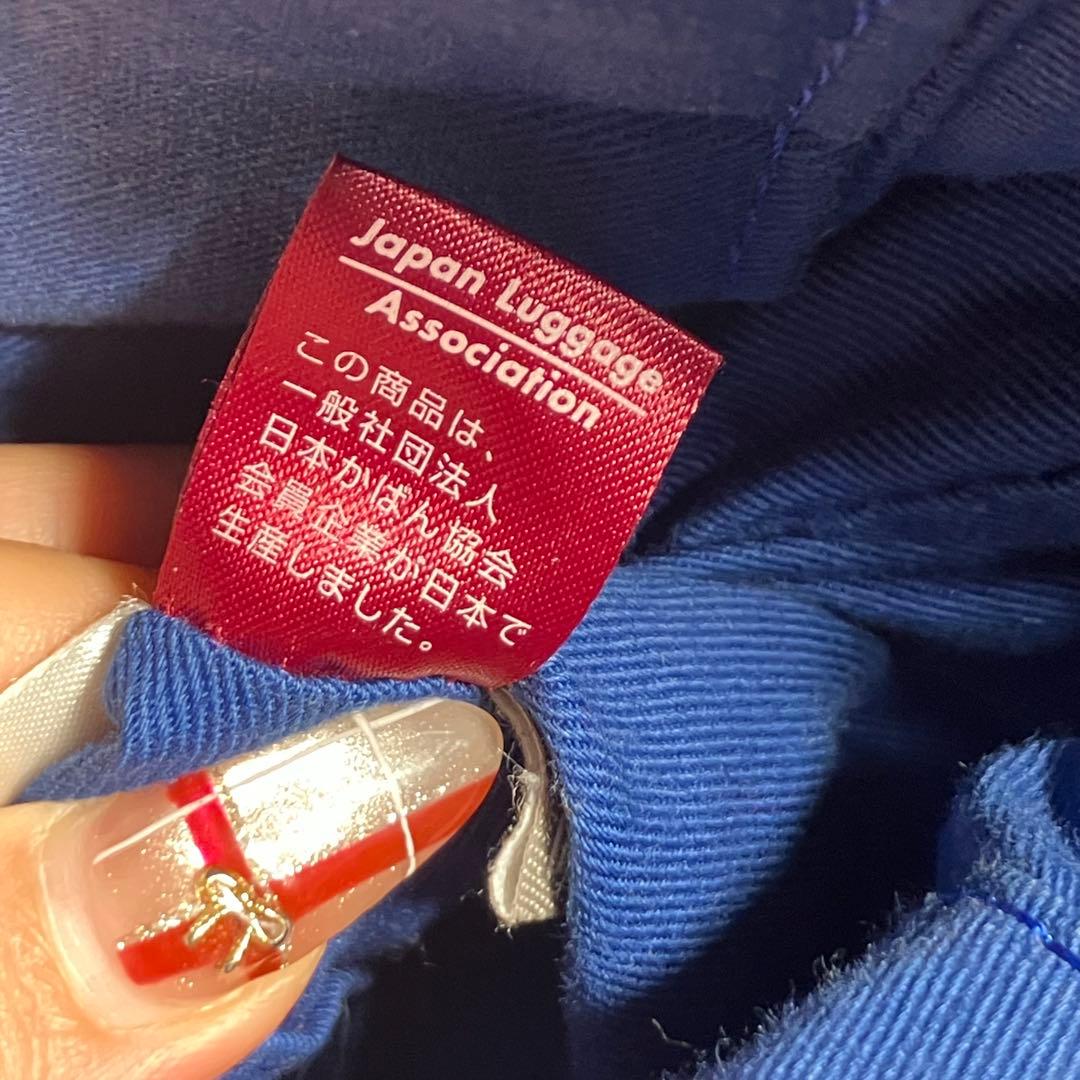 Japan Luggage
Association
この商品は、
一般社団法人
日本かばん協会
会員企業が日本で
生産しました。